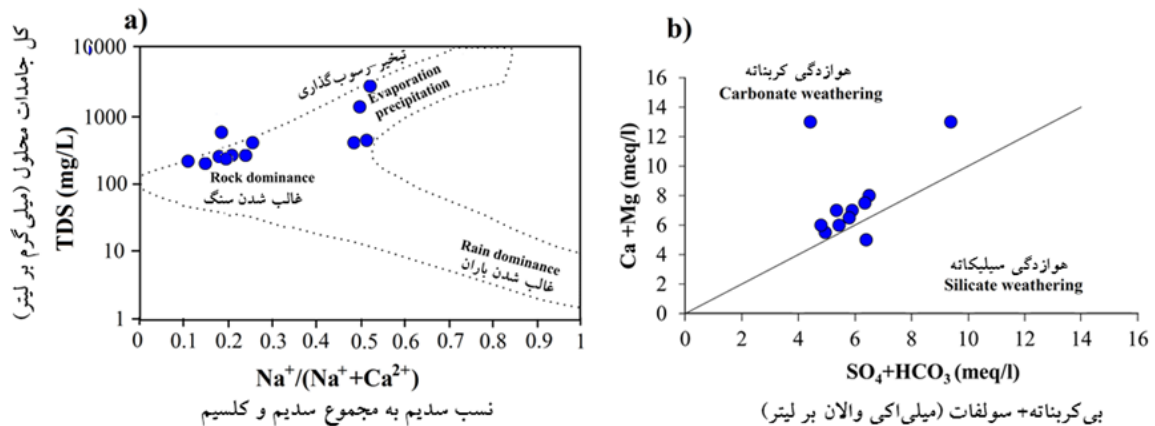 a)
کل جامدات محلول (میلی‌گرم بر لیتر)
TDS (mg/L)
10000
1000
100
10
1
تبخیر-رسوب‌گذاری
Evaporation
precipitation
Rock dominance
غالب شدن سنگ
Rain dominance
غالب شدن باران
0 0.1 0.2 0.3 0.4 0.5 0.6 0.7 0.8 0.9 1
Na⁺/(Na⁺+Ca²⁺)
نسب سدیم به مجموع سدیم و کلسیم
b)
Ca +Mg (meq/l)
16
14
12
10
8
6
4
2
0
هوازدگی کربناته
Carbonate weathering
هوازدگی سیلیکاته
Silicate weathering
0 2 4 6 8 10 12 14 16
SO₄+HCO₃ (meq/l)
بی‌کربناته+ سولفات (میلی‌اکی والان بر لیتر)